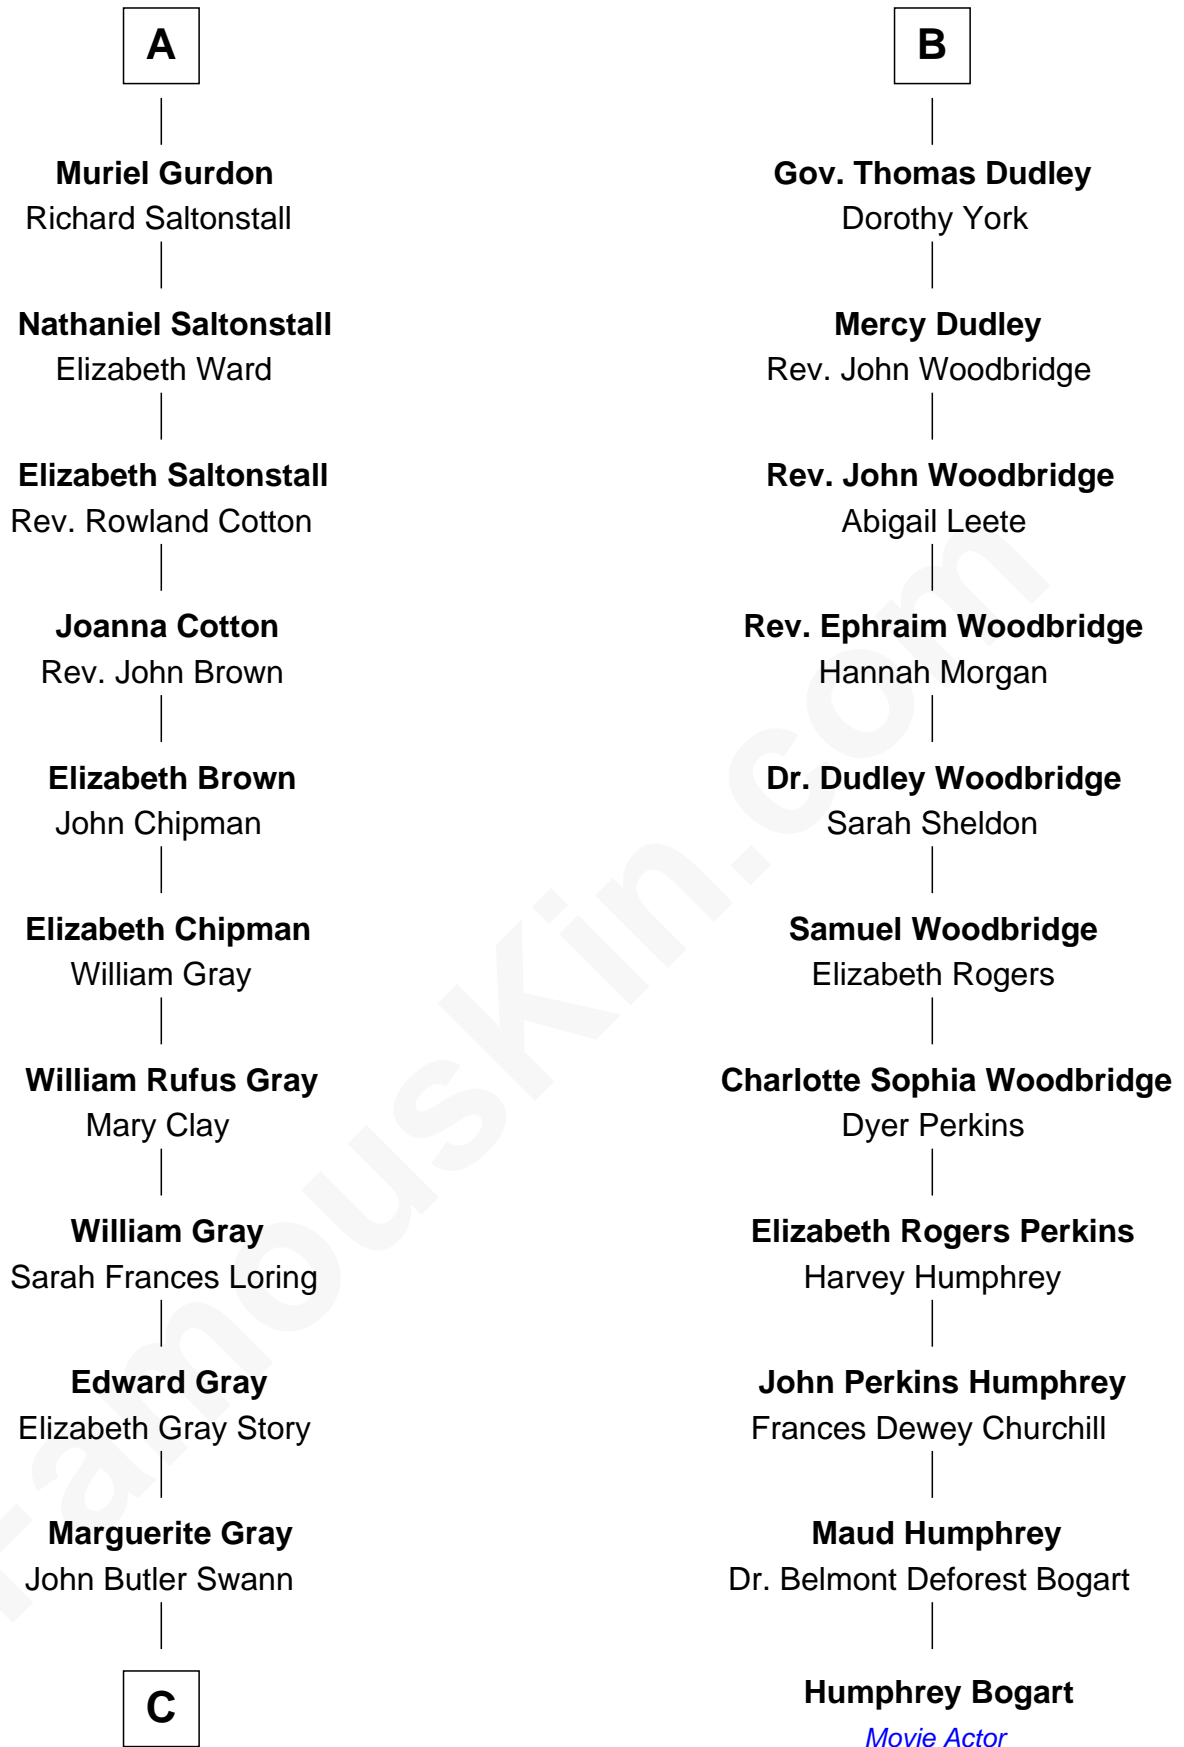 A
Muriel Gurdon
Richard Saltonstall
Nathaniel Saltonstall
Elizabeth Ward
Elizabeth Saltonstall
Rev. Rowland Cotton
Joanna Cotton
Rev. John Brown
Elizabeth Brown
John Chipman
Elizabeth Chipman
William Gray
William Rufus Gray
Mary Clay
William Gray
Sarah Frances Loring
Edward Gray
Elizabeth Gray Story
Marguerite Gray
John Butler Swann
C
B
Gov. Thomas Dudley
Dorothy York
Mercy Dudley
Rev. John Woodbridge
Rev. John Woodbridge
Abigail Leete
Rev. Ephraim Woodbridge
Hannah Morgan
Dr. Dudley Woodbridge
Sarah Sheldon
Samuel Woodbridge
Elizabeth Rogers
Charlotte Sophia Woodbridge
Dyer Perkins
Elizabeth Rogers Perkins
Harvey Humphrey
John Perkins Humphrey
Frances Dewey Churchill
Maud Humphrey
Dr. Belmont Deforest Bogart
Humphrey Bogart
Movie Actor
FamousKin.com